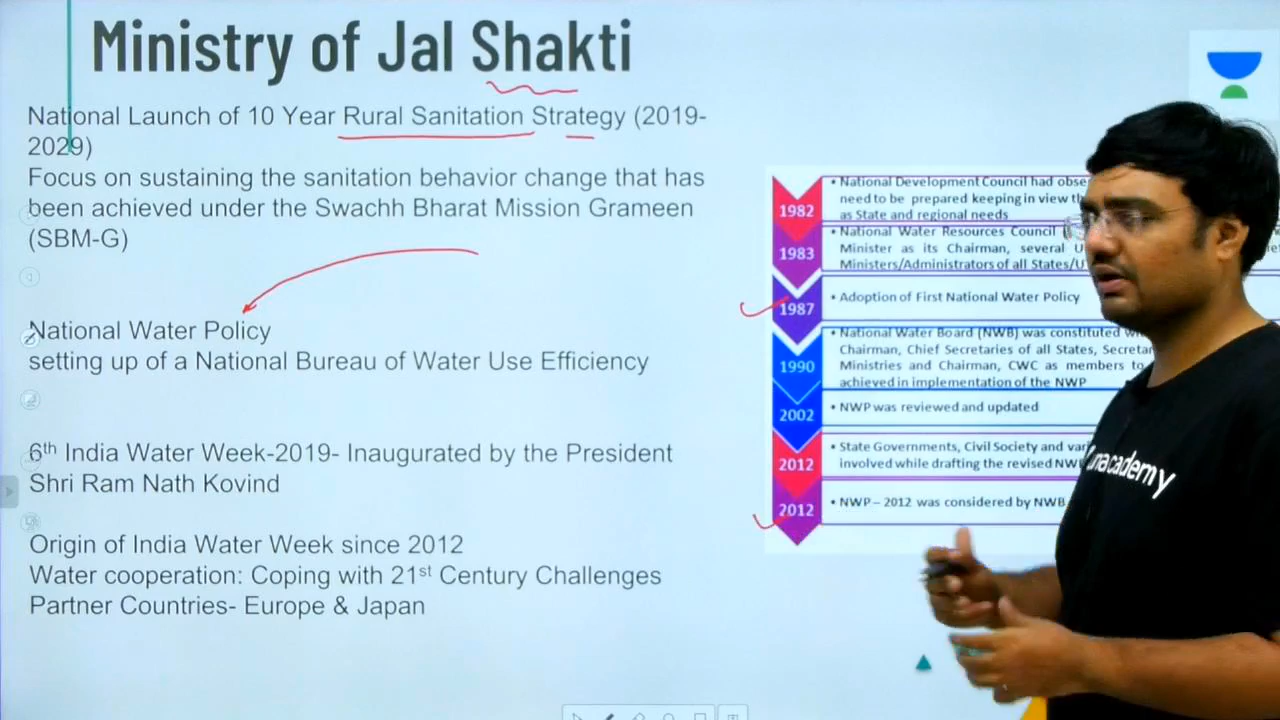 Ministry of Jal Shakti
National Launch of 10 Year Rural Sanitation Strategy (2019-
2029)
Focus on sustaining the sanitation behavior change that has
been achieved under the Swachh Bharat Mission Grameen
(SBM-G)
National Water Policy
setting up of a National Bureau of Water Use Efficiency
6th India Water Week-2019- Inaugurated by the President
Shri Ram Nath Kovind
Origin of India Water Week since 2012
Water cooperation: Coping with 21st Century Challenges
Partner Countries- Europe & Japan
1982
• National Development Council had
need to be prepared keeping in view
as State and regional needs
1983
• National Water Resources Council
Minister as its Chairman, several
Ministers/Administrators of all
1987
• Adoption of First National Water Policy
1990
• National Water Board (NWB) was constituted
Chairman, Chief Secretaries of all States,
Ministries and Chairman, CWC as members to
achieved in implementation of the NWP
2002
• NWP was reviewed and updated
2012
• State Governments, Civil Society and
involved while drafting the revised
2012
• NWP – 2012 was considered by NWB
unacademy